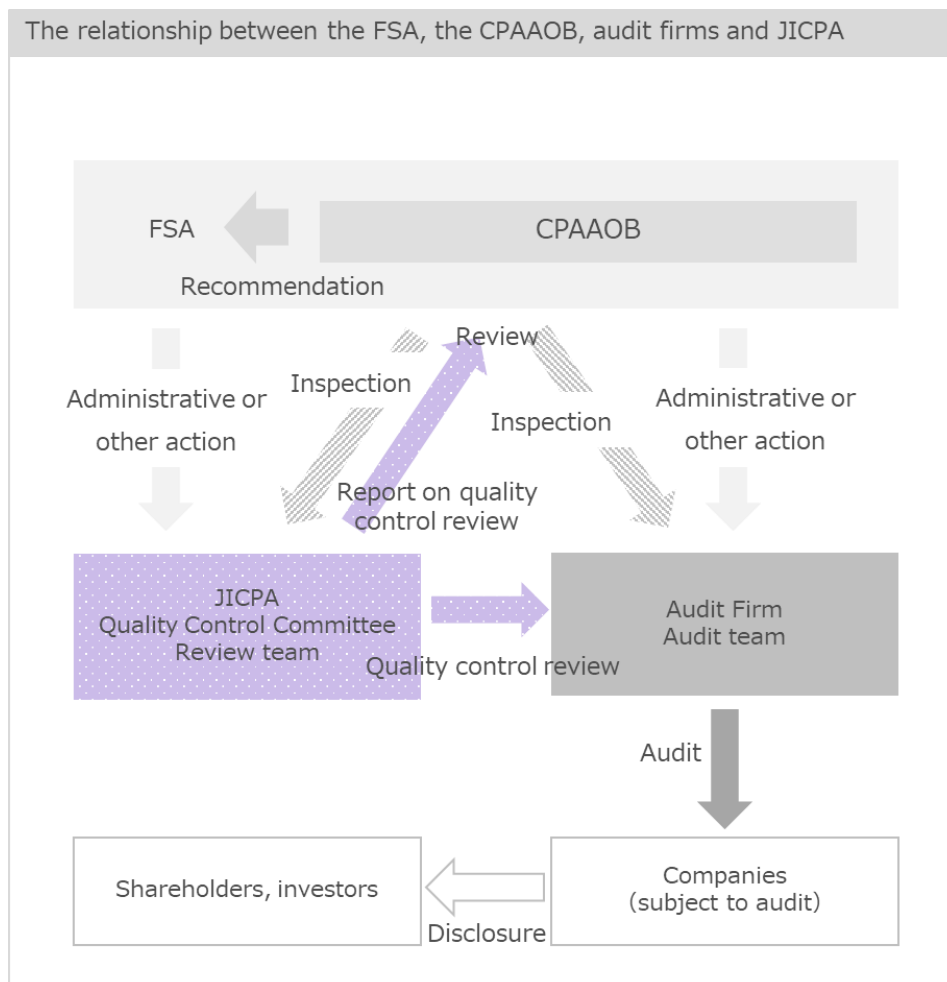 The relationship between the FSA, the CPAAOB, audit firms and JICPA
FSA
CPAAOB
Recommendation
Review
Administrative or
other action
Inspection
Inspection
Administrative or
other action
Report on quality
control review
JICPA
Quality Control Committee
Review team
Quality control review
Audit Firm
Audit team
Audit
Shareholders, investors
Disclosure
Companies
(subject to audit)